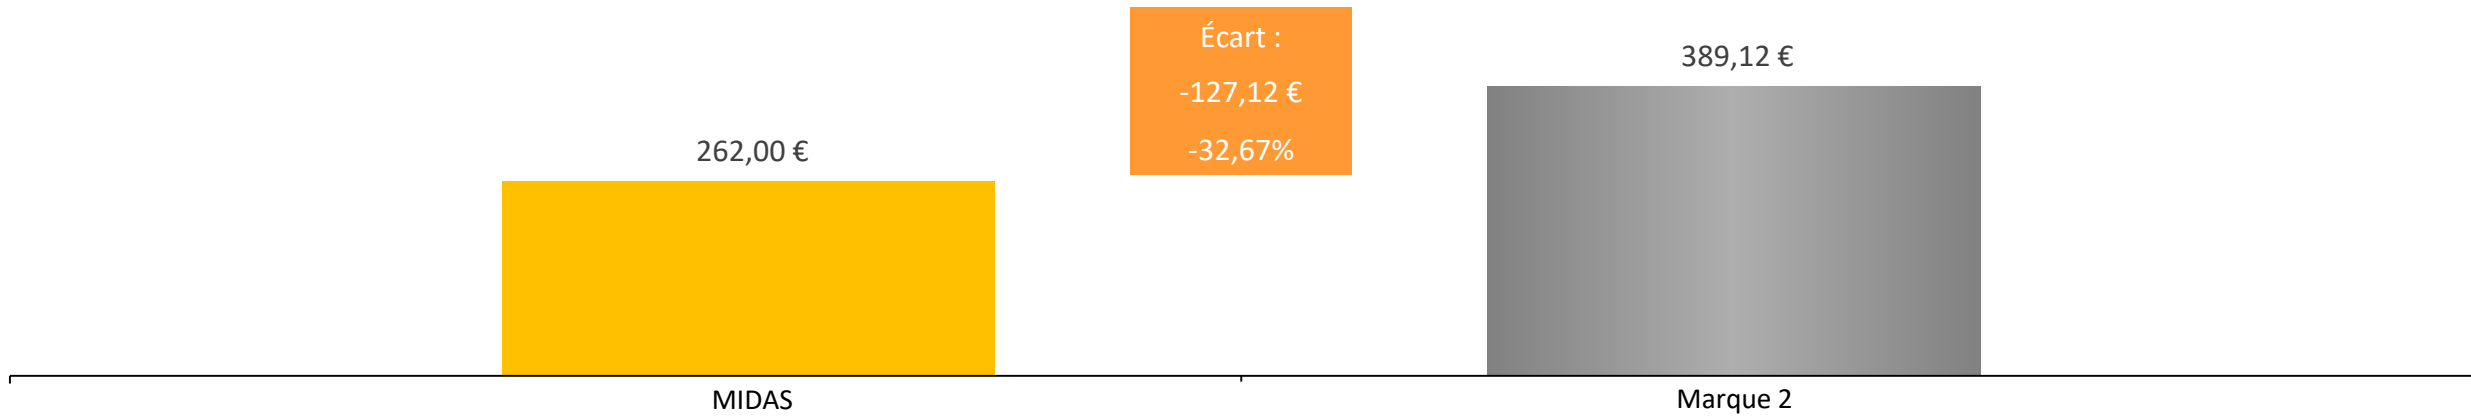 Écart :
-127,12 €
-32,67%
389,12 €
262,00 €
MIDAS
Marque 2